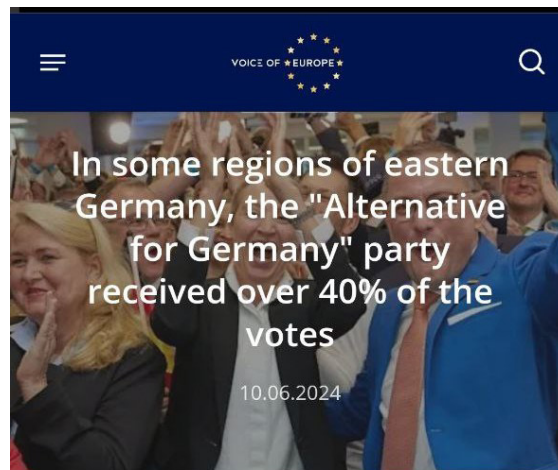 VOICE OF EUROPE
In some regions of eastern
Germany, the "Alternative
for Germany" party
received over 40% of the
votes
10.06.2024